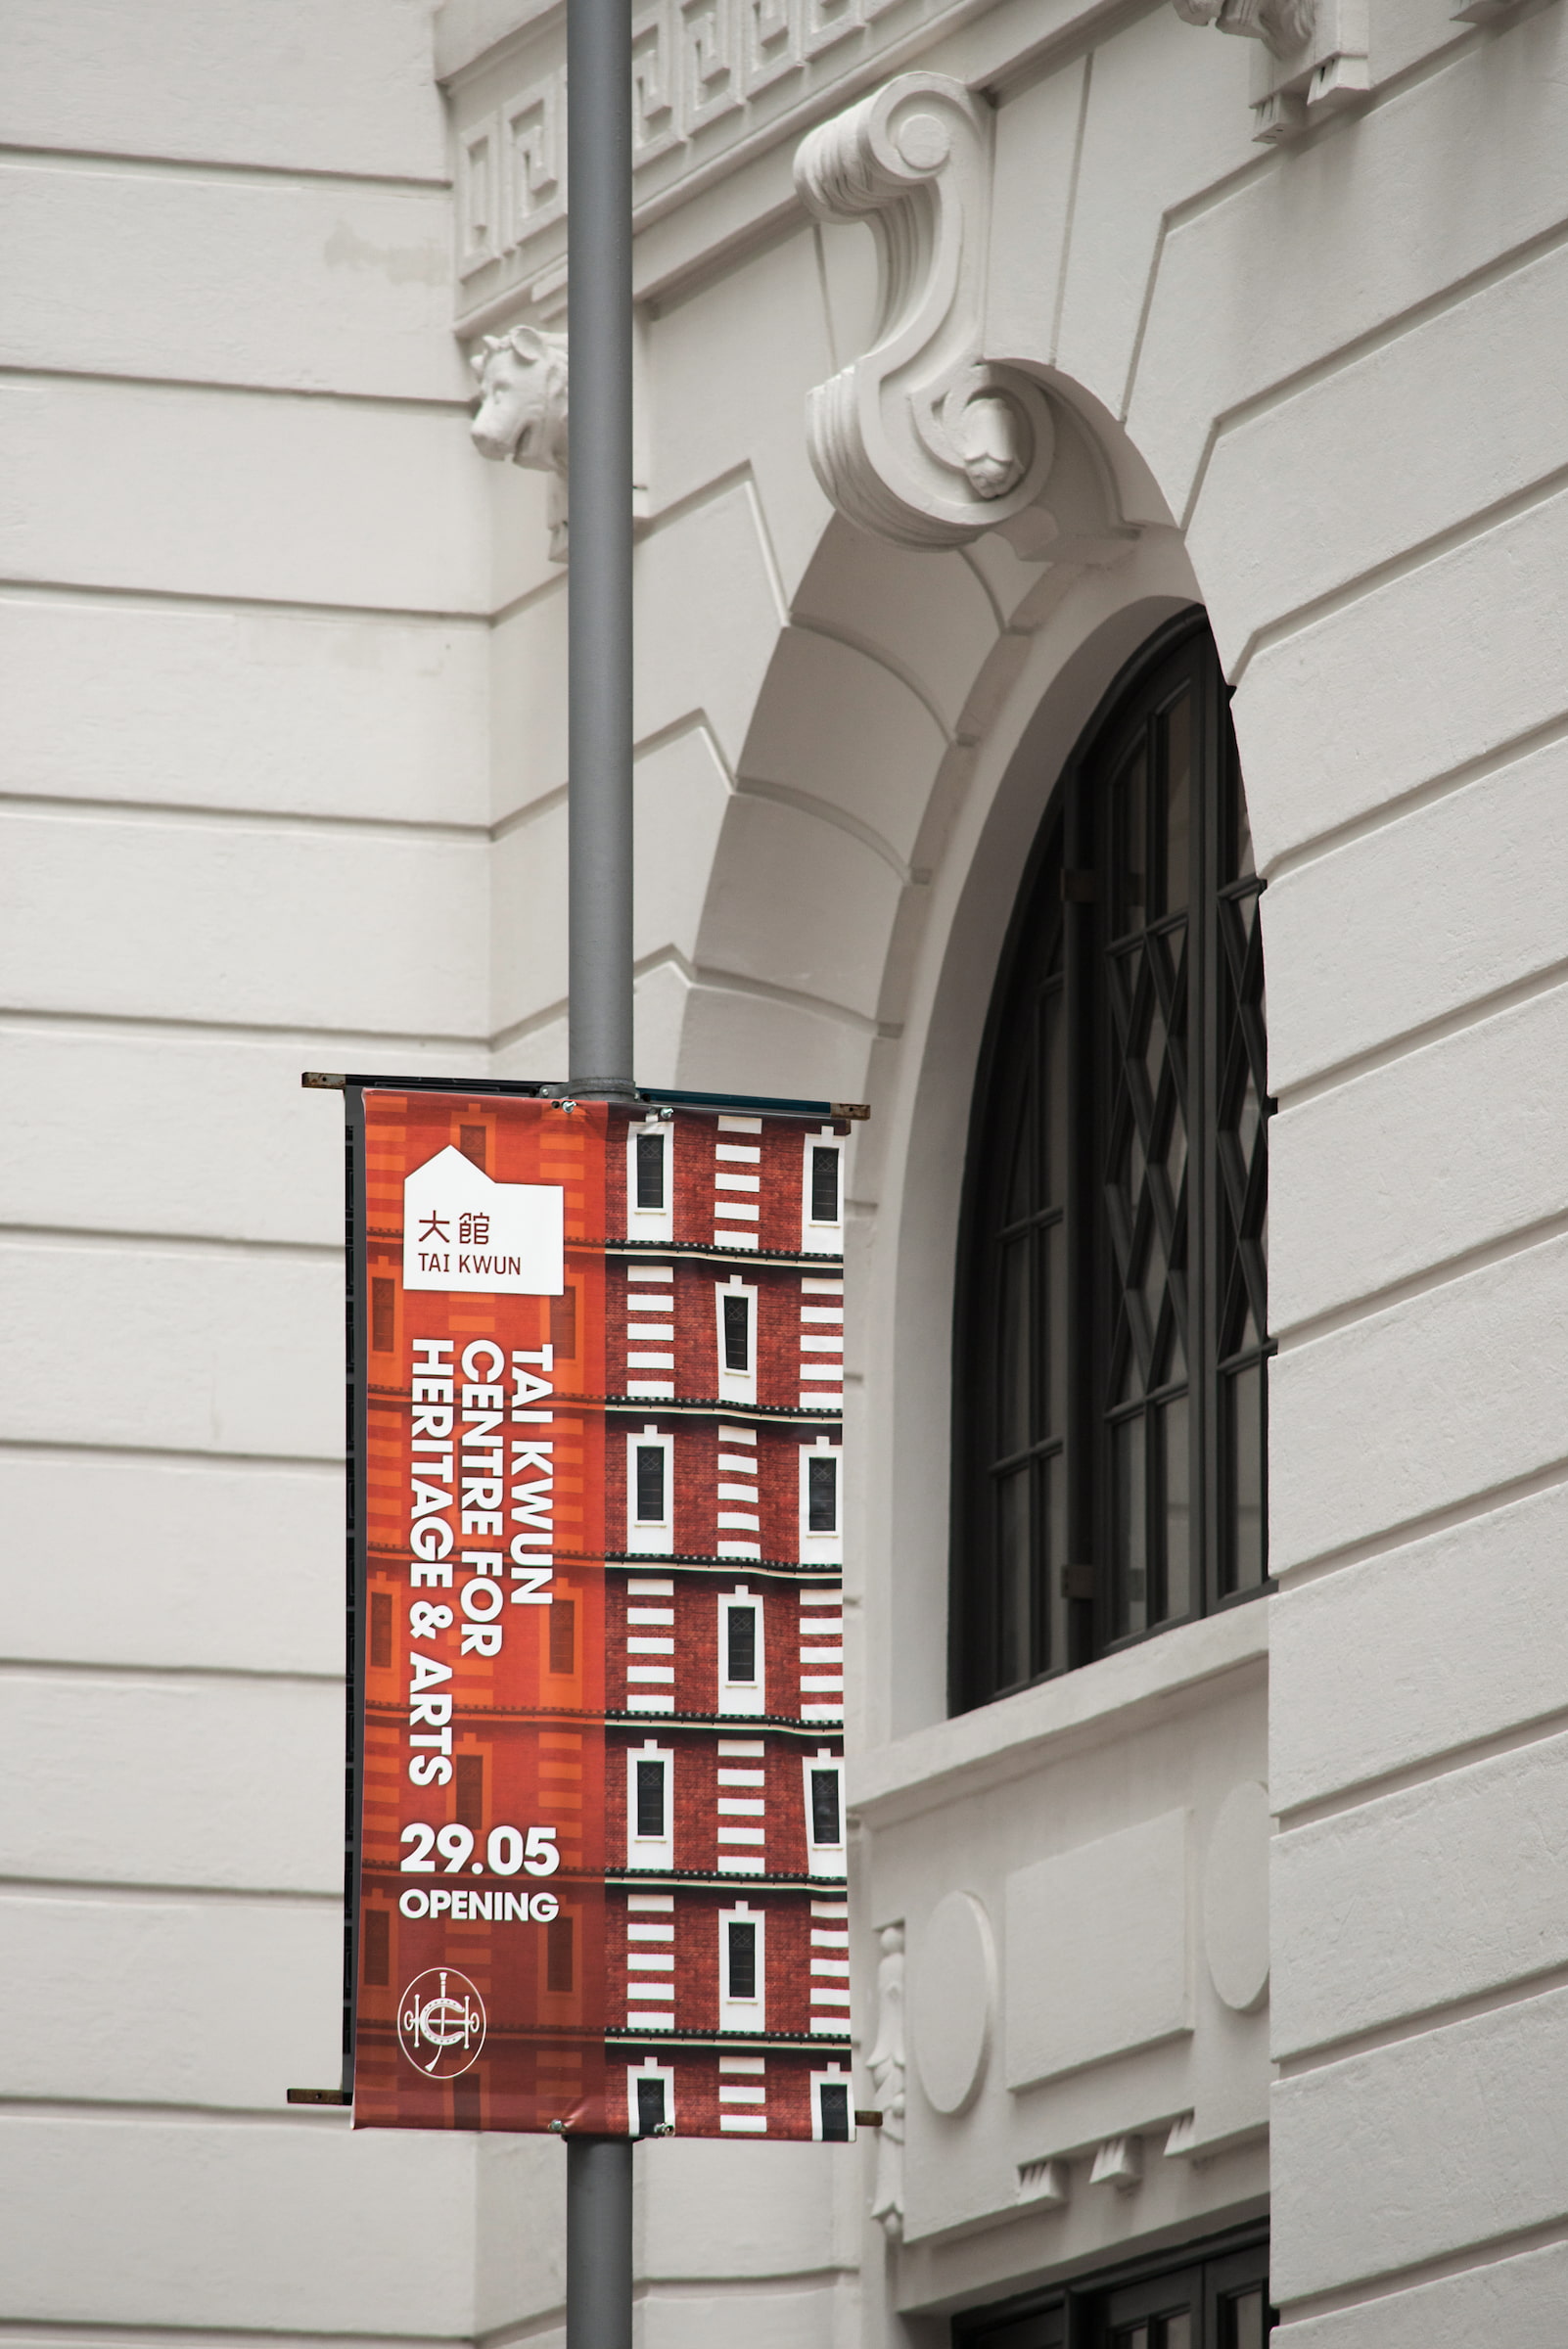 大館
TAI KWUN
TAI KWUN
CENTRE FOR
HERITAGE & ARTS
29.05
OPENING